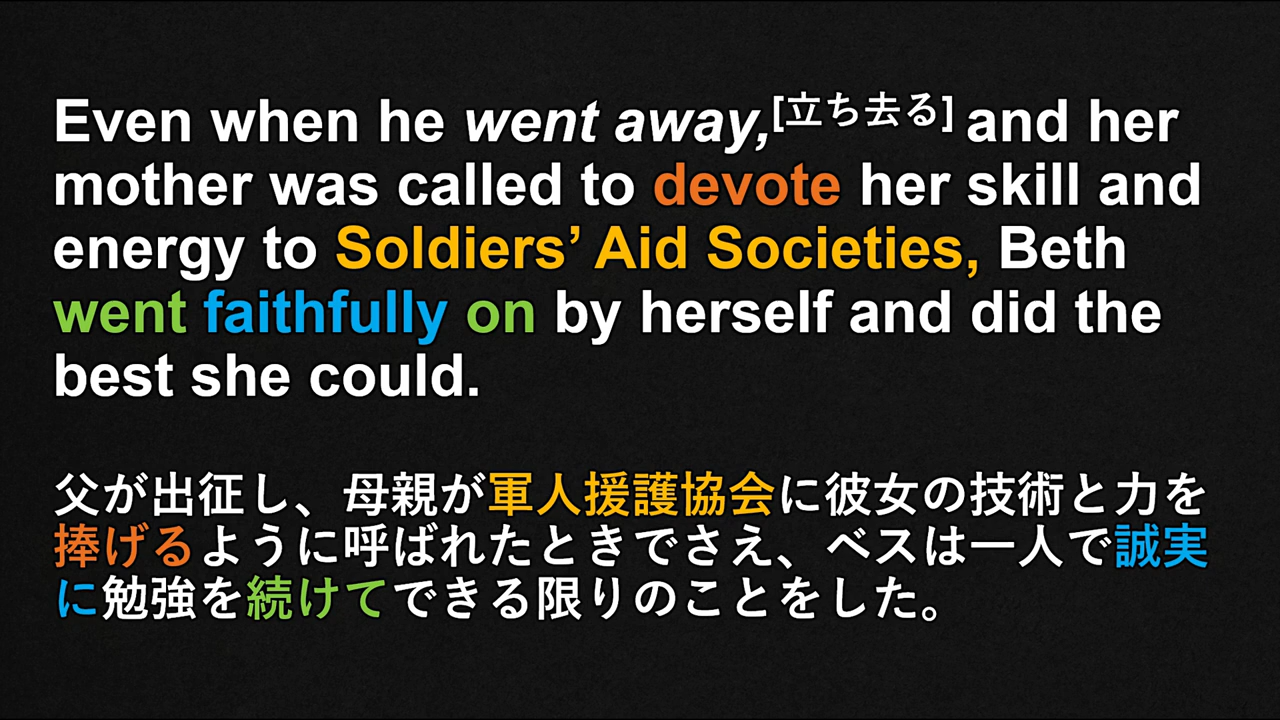 Even when he went away,[立ち去る] and her
mother was called to devote her skill and
energy to Soldiers’ Aid Societies, Beth
went faithfully on by herself and did the
best she could.
父が出征し、母親が軍人援護協会に彼女の技術と力を
捧げるように呼ばれたときでさえ、ベスは一人で誠実
に勉強を続けてできる限りのことをした。